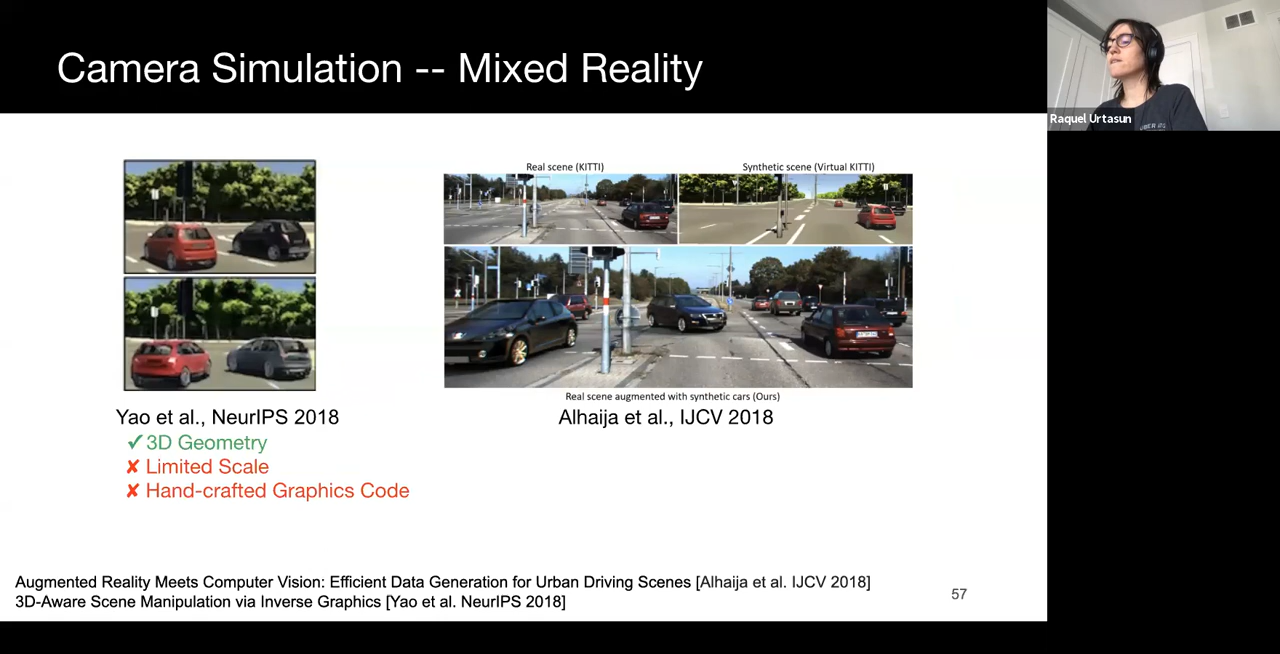 Camera Simulation -- Mixed Reality
Raquel Urtasun
Real scene (KITTI)
Synthetic scene (Virtual KITTI)
Real scene augmented with synthetic cars (Ours)
Yao et al., NeurIPS 2018
Alhaija et al., IJCV 2018
✓ 3D Geometry
✘ Limited Scale
✘ Hand-crafted Graphics Code
Augmented Reality Meets Computer Vision: Efficient Data Generation for Urban Driving Scenes [Alhaija et al. IJCV 2018]
3D-Aware Scene Manipulation via Inverse Graphics [Yao et al. NeurIPS 2018]
57